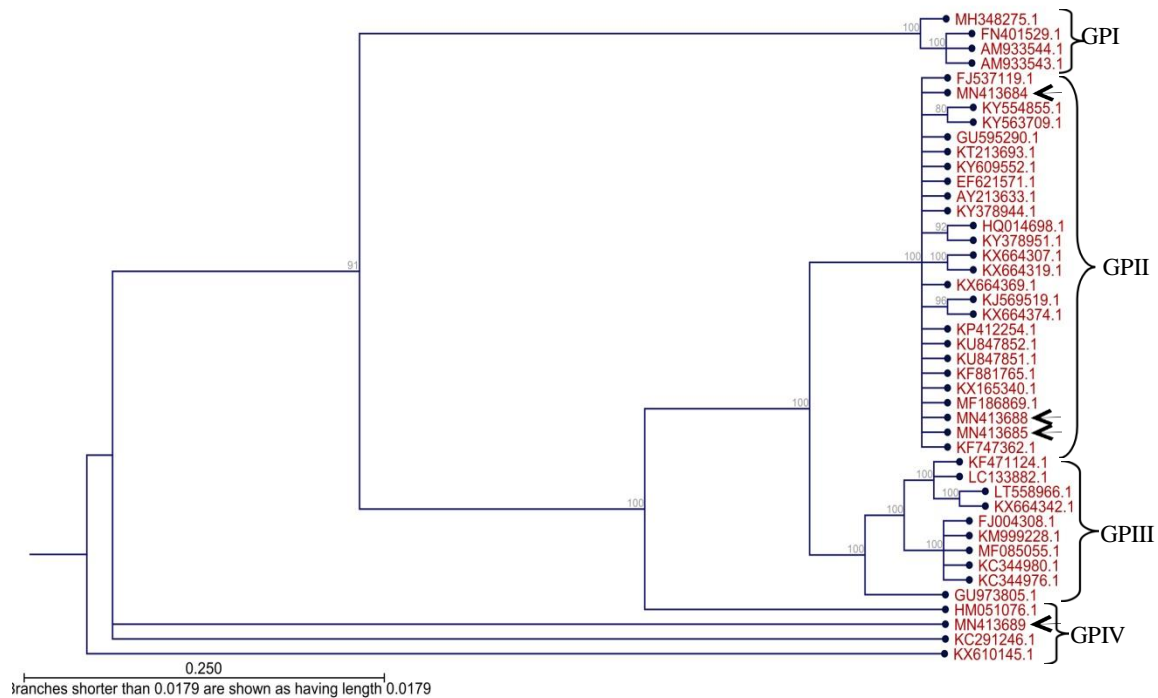 100 MH348275.1
FN401529.1
100 AM933544.1
AM933543.1
GPI
FJ537119.1
MN413684
80 KY554855.1
KY563709.1
GU595290.1
KT213693.1
KY609552.1
EF621571.1
AY213633.1
KY378944.1
92 HQ014698.1
KY378951.1
100 100 KX664307.1
KX664319.1
KX664369.1
96 KJ569519.1
KX664374.1
KP412254.1
KU847852.1
KU847851.1
KF881765.1
KX165340.1
MF186869.1
MN413688
MN413685
KF747362.1
GPII
91
100
100
KF471124.1
100 LC133882.1
100 LT558966.1
KX664342.1
100 FJ004308.1
KM999228.1
100 100 MF085055.1
KC344980.1
KC344976.1
GU973805.1
GPIII
HM051076.1
MN413689
KC291246.1
KX610145.1
GPIV
0.250
Branches shorter than 0.0179 are shown as having length 0.0179